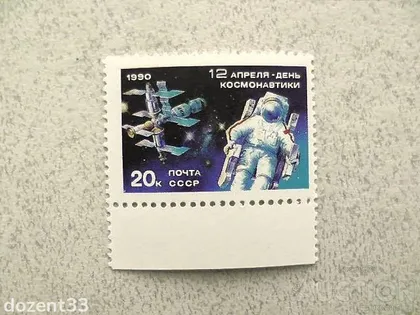 1990
12 АПРЕЛЯ-ДЕНЬ
КОСМОНАВТИКИ
20к
ПОЧТА
СССР
dozent33